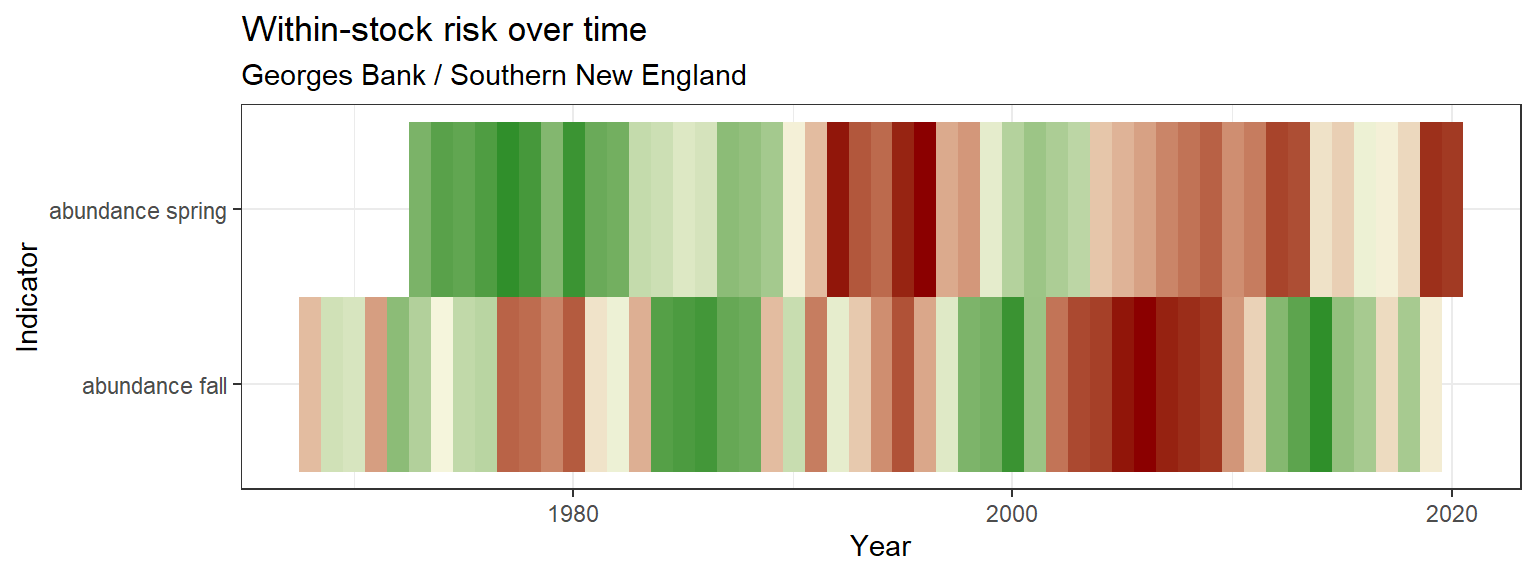 Within-stock risk over time
Georges Bank / Southern New England
Indicator
abundance spring
abundance fall
1980 2000 2020
Year